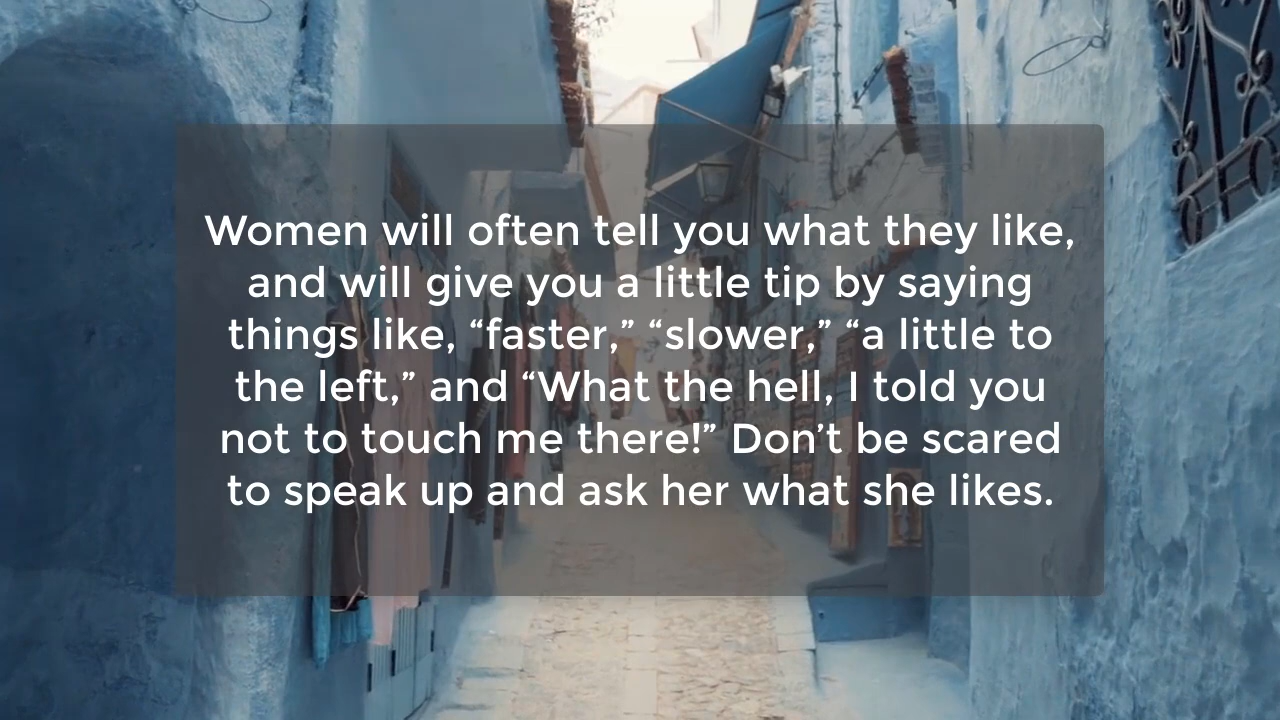 Women will often tell you what they like,
and will give you a little tip by saying
things like, “faster,” “slower,” “a little to
the left,” and “What the hell, I told you
not to touch me there!” Don’t be scared
to speak up and ask her what she likes.